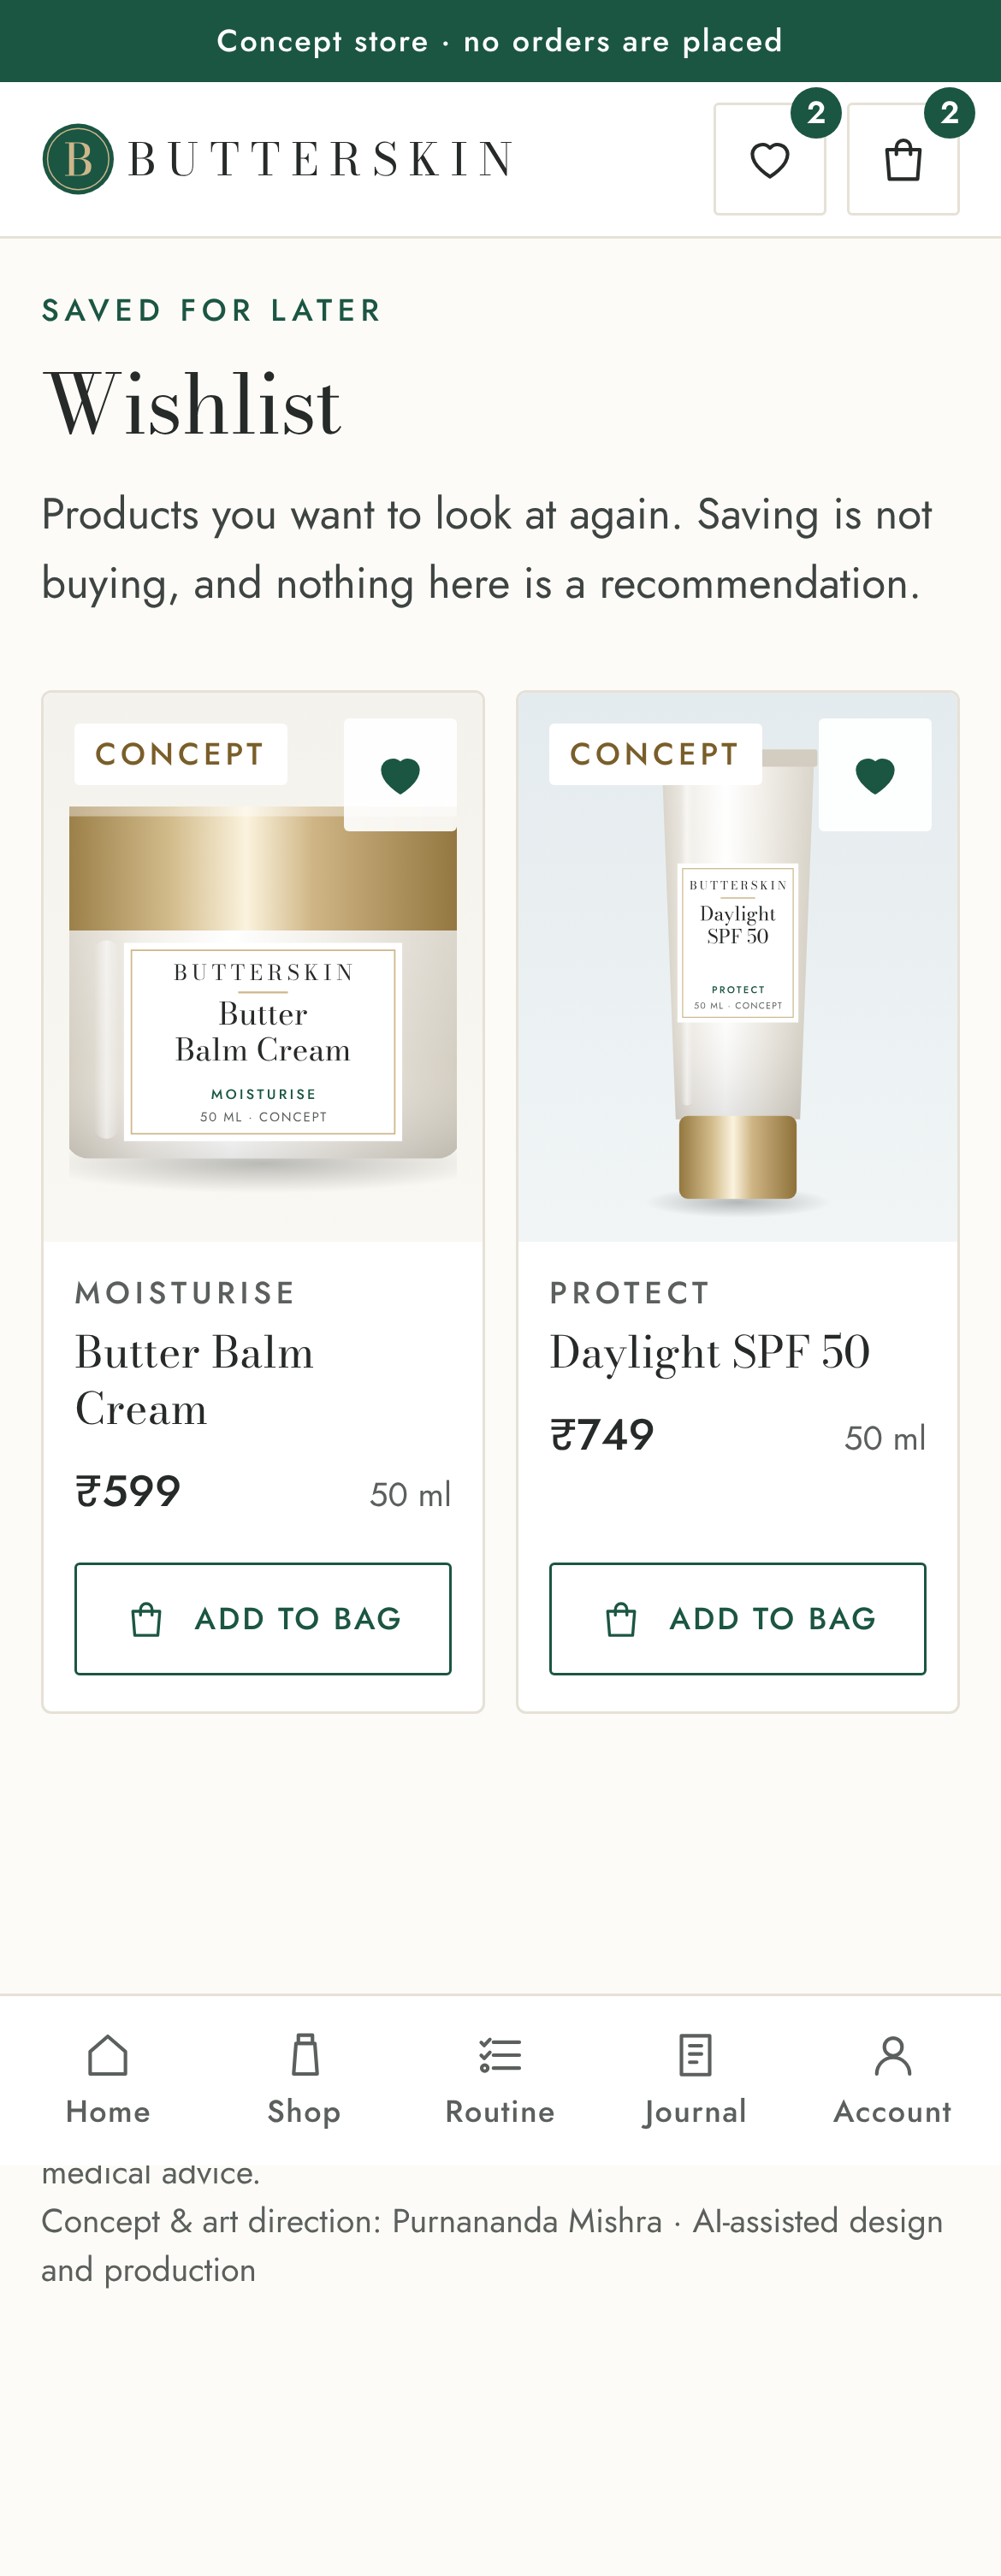 Concept store · no orders are placed
B BUTTERSKIN
2
2
SAVED FOR LATER
Wishlist
Products you want to look at again. Saving is not
buying, and nothing here is a recommendation.
CONCEPT
BUTTERSKIN
Butter
Balm Cream
MOISTURISE
50 ML · CONCEPT
MOISTURISE
Butter Balm
Cream
₹599
50 ml
ADD TO BAG
CONCEPT
BUTTERSKIN
Daylight
SPF 50
PROTECT
50 ML · CONCEPT
PROTECT
Daylight SPF 50
₹749
50 ml
ADD TO BAG
Home
Shop
Routine
Journal
Account
medical advice.
Concept & art direction: Purnananda Mishra · AI-assisted design
and production